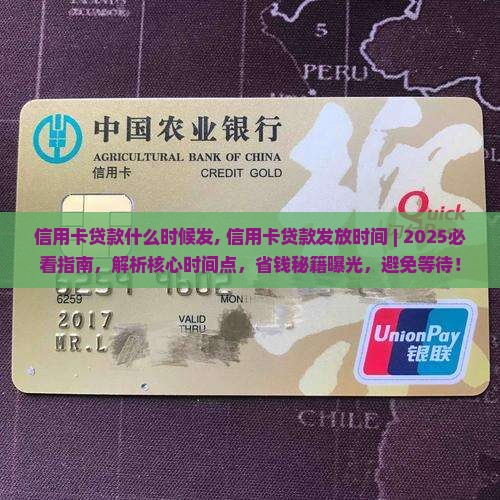 PERU
中国农业银行
AGRICULTURAL BANK OF CHINA
信用卡
CREDIT GOLD
Quick
信用卡贷款什么时候发, 信用卡贷款发放时间 | 2025必
看指南，解析核心时间点，省钱秘籍曝光，避免等待！
6259
2017
VALID
THRU
MR.L
UnionPay
银联
CHILE